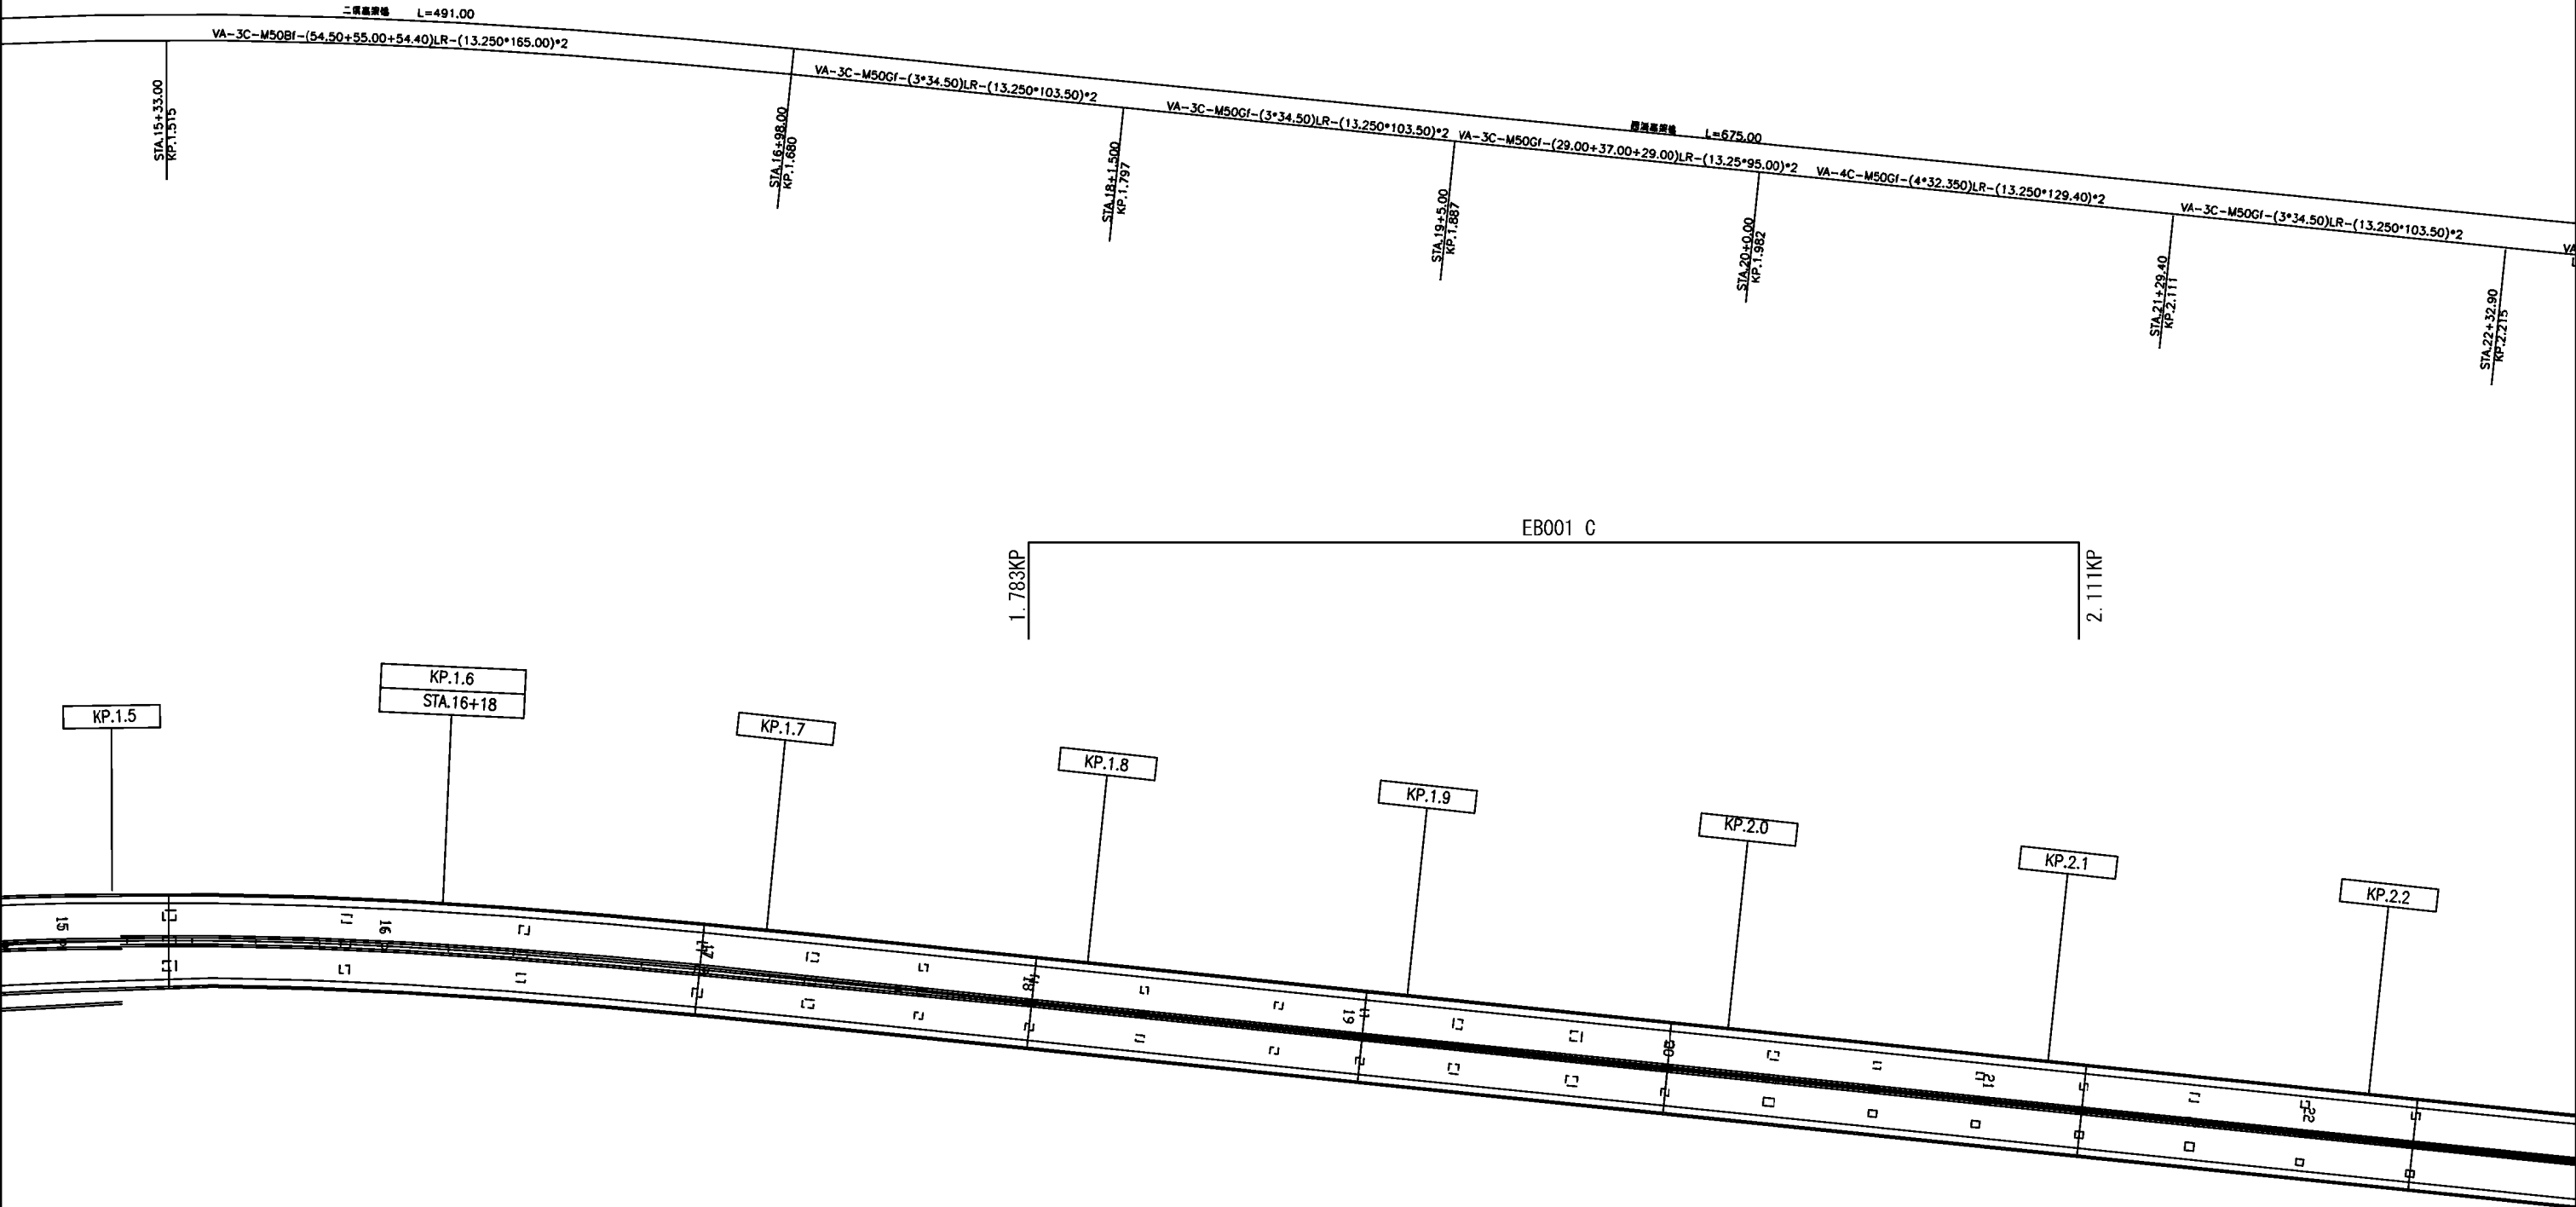 L=491.00
VA-3C-M50Bf-(54.50+55.00+54.40)LR-(13.250*165.00)*2
VA-3C-M50Gf-(3*34.50)LR-(13.250*103.50)*2
VA-3C-M50Gf-(3*34.50)LR-(13.250*103.50)*2
L=675.00
VA-3C-M50Gf-(29.00+37.00+29.00)LR-(13.25*95.00)*2
VA-4C-M50Gf-(4*32.350)LR-(13.250*129.40)*2
VA-3C-M50Gf-(3*34.50)LR-(13.250*103.50)*2
VA
STA.15+33.00
KP.1.515
STA.16+98.00
KP.1.680
STA.18+1.500
KP.1.797
STA.19+5.00
KP.1.887
STA.20+0.00
KP.1.982
STA.21+29.40
KP.2.111
STA.22+32.90
KP.2.215
EB001 C
1.783KP
2.111KP
KP.1.5
KP.1.6
STA.16+18
KP.1.7
KP.1.8
KP.1.9
KP.2.0
KP.2.1
KP.2.2
15
16
17
18
19
20
21
22